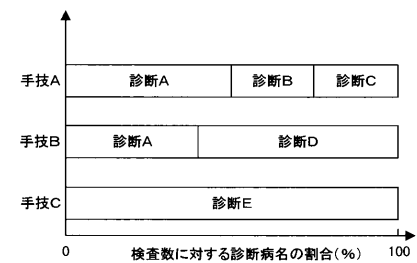 手技A 診断A 診断B 診断C
手技B 診断A 診断D
手技C 診断E
0 100
検査数に対する診断病名の割合(%)